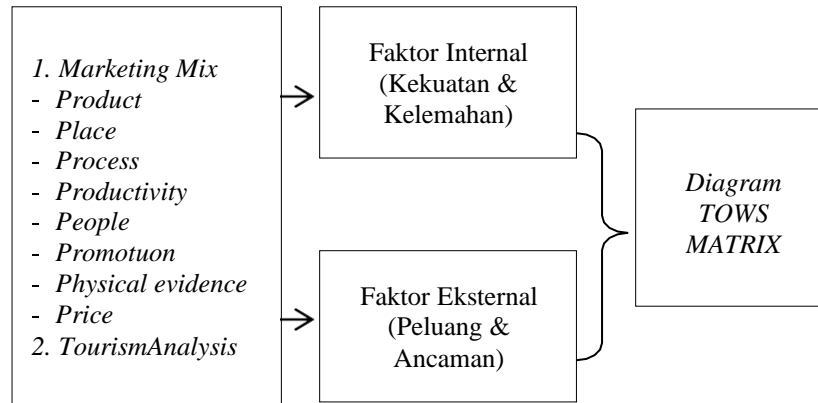 1. Marketing Mix
- Product
- Place
- Process
- Productivity
- People
- Promotuon
- Physical evidence
- Price
2. TourismAnalysis
Faktor Internal
(Kekuatan &
Kelemahan)
Faktor Eksternal
(Peluang &
Ancaman)
Diagram
TOWS
MATRIX